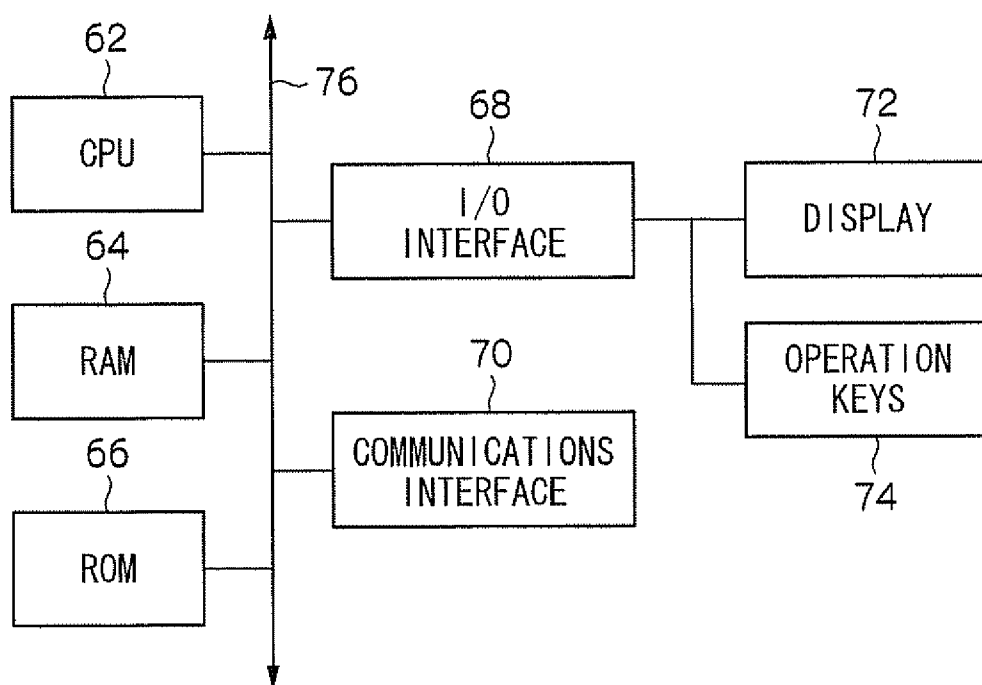 62
CPU
64
RAM
66
ROM
76
68
I/O
INTERFACE
70
COMMUNICATIONS
INTERFACE
72
DISPLAY
OPERATION
KEYS
74